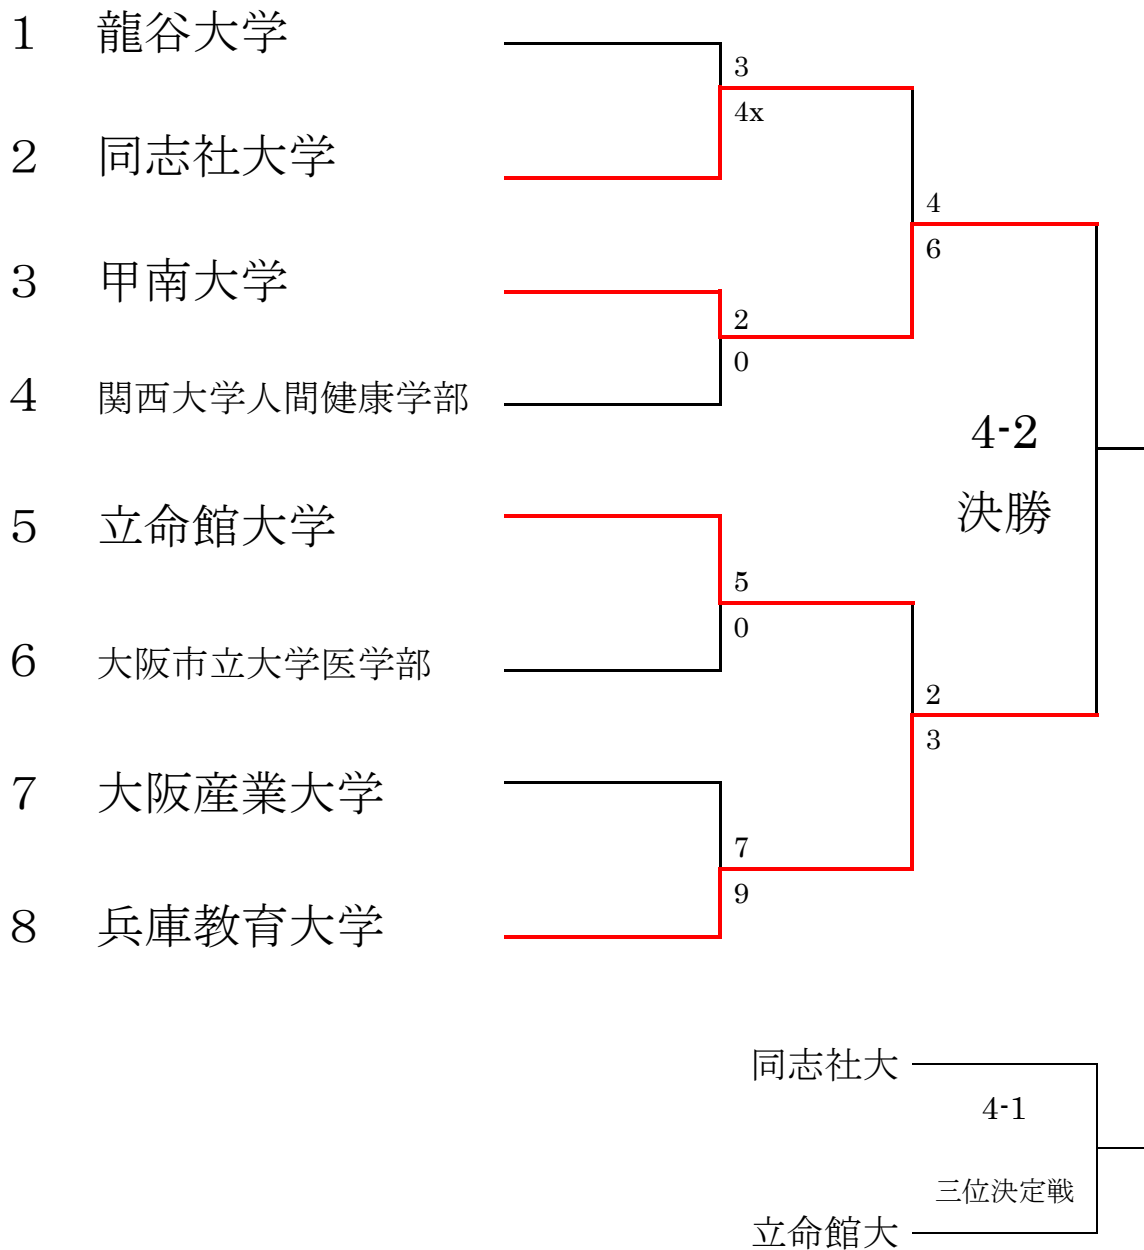 1 龍谷大学
3
4x
2 同志社大学
4
6
3 甲南大学
2
0
4 関西大学人間健康学部
4-2
決勝
5 立命館大学
5
0
6 大阪市立大学医学部
2
3
7 大阪産業大学
7
9
8 兵庫教育大学
同志社大
4-1
三位決定戦
立命館大